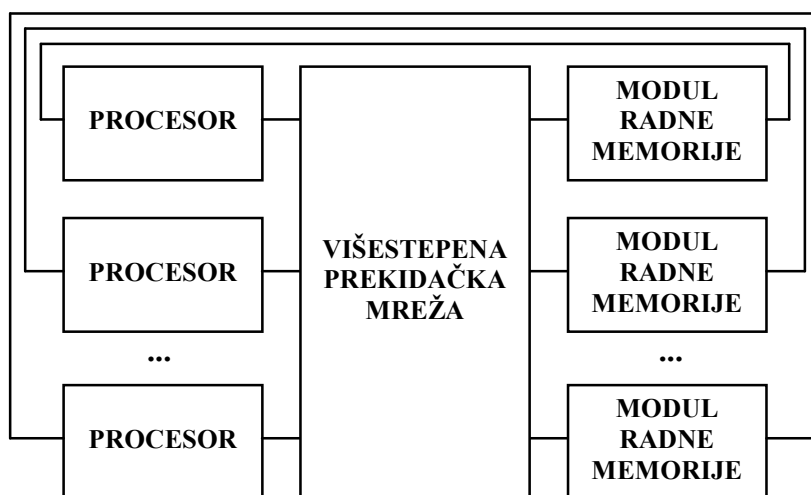 PROCESOR
MODUL
RADNE
MEMORIJE
PROCESOR
VIŠESTEPENA
PREKIDAČKA
MREŽA
MODUL
RADNE
MEMORIJE
...
...
PROCESOR
MODUL
RADNE
MEMORIJE